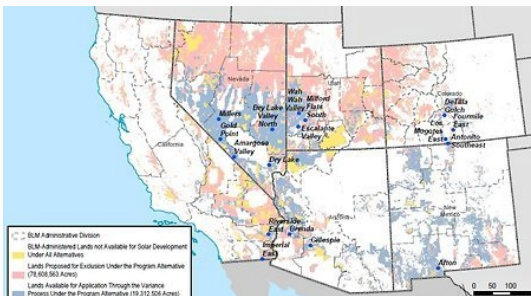 Nevada
Utah
Colorado
California
Arizona
New
Mexico
Wah
Wah
Valley
Milford
Flats
South
Escalante
Valley
Dry Lake
Valley
North
Millers
Gold
Point
Amargosa
Valley
Dry Lake
De Tilla
Gulch
Fourmile
East
Los
Mogotes
East
Antonito
Southeast
Riverside
East
Brenda
Imperial
East
Gillespie
Afton
BLM Administrative Division
BLM-Administered Lands not Available for Solar Development
Under All Alternatives
Lands Proposed for Exclusion Under the Program Alternative
(78,608,563 Acres)
Lands Available for Application Through the Variance
Process Under the Program Alternative (19,312,506 Acres)
0 50 100